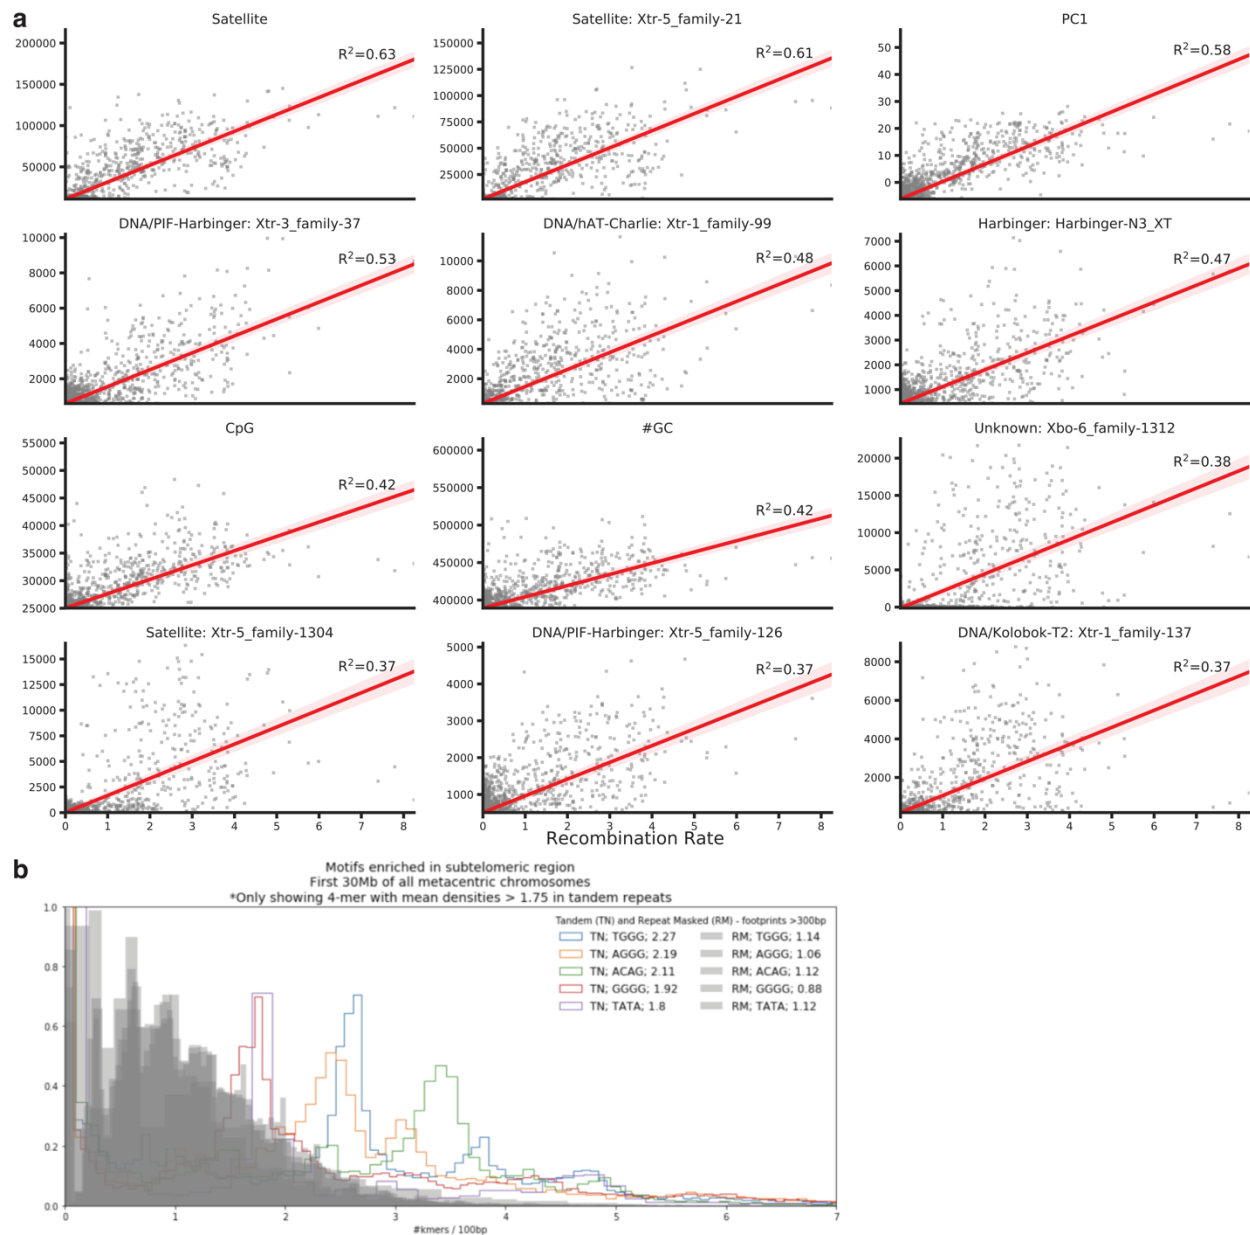 a
Satellite
Satellite: Xtr-5_family-21
PC1
200000
150000
100000
50000
R²=0.63
150000
125000
100000
75000
50000
25000
R²=0.61
50
40
30
20
10
0
R²=0.58
DNA/PIF-Harbinger: Xtr-3_family-37
DNA/hAT-Charlie: Xtr-1_family-99
Harbinger: Harbinger-N3_XT
10000
8000
6000
4000
2000
R²=0.53
10000
8000
6000
4000
2000
R²=0.48
7000
6000
5000
4000
3000
2000
1000
R²=0.47
CpG
#GC
Unknown: Xbo-6_family-1312
55000
50000
45000
40000
35000
30000
25000
R²=0.42
600000
550000
500000
450000
400000
R²=0.42
20000
15000
10000
5000
0
R²=0.38
Satellite: Xtr-5_family-1304
DNA/PIF-Harbinger: Xtr-5_family-126
DNA/Kolobok-T2: Xtr-1_family-137
15000
12500
10000
7500
5000
2500
0
R²=0.37
5000
4000
3000
2000
1000
R²=0.37
8000
6000
4000
2000
R²=0.37
0 1 2 3 4 5 6 7 8
0 1 2 3 4 5 6 7 8
0 1 2 3 4 5 6 7 8
Recombination Rate
b
Motifs enriched in subtelomeric region
First 30Mb of all metacentric chromosomes
*Only showing 4-mer with mean densities > 1.75 in tandem repeats
1.0
0.8
0.6
0.4
0.2
0.0
Tandem (TN) and Repeat Masked (RM) - footprints >300bp
TN; TGGG; 2.27 RM; TGGG; 1.14
TN; AGGG; 2.19 RM; AGGG; 1.06
TN; ACAG; 2.11 RM; ACAG; 1.12
TN; GGGG; 1.92 RM; GGGG; 0.88
TN; TATA; 1.8 RM; TATA; 1.12
0 1 2 3 4 5 6 7
#kmers / 100bp